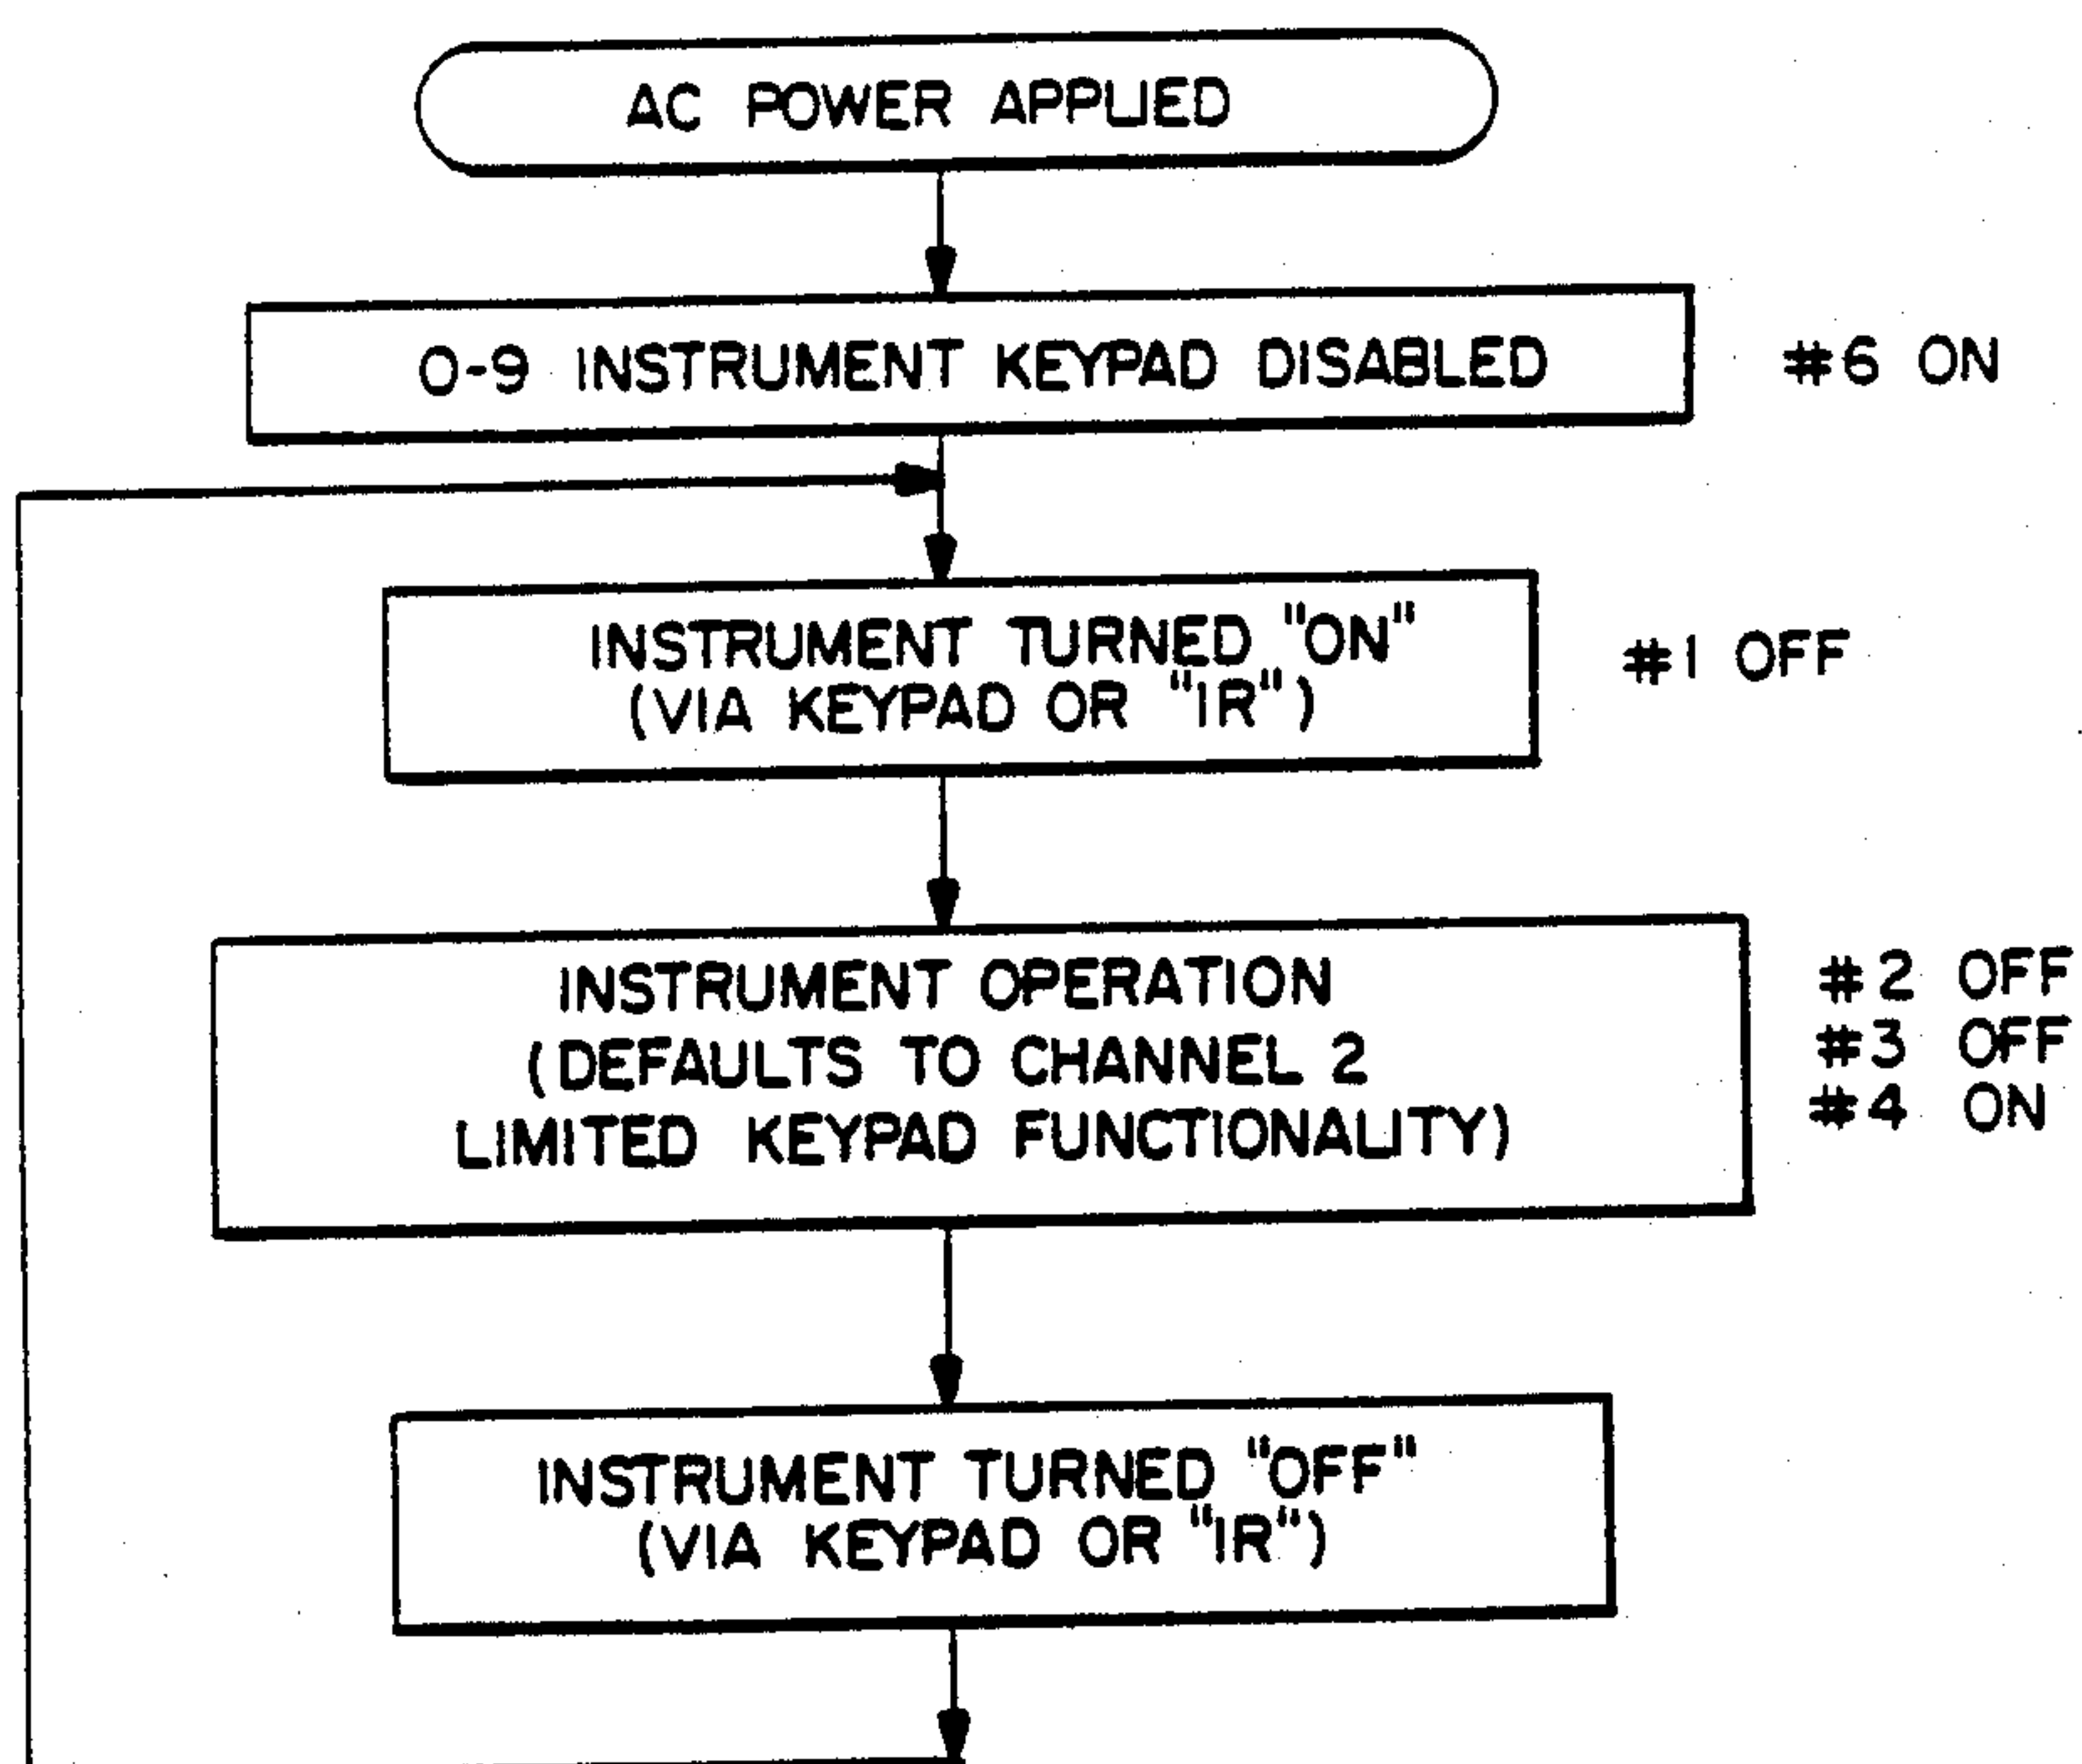 AC POWER APPLIED
0-9 INSTRUMENT KEYPAD DISABLED
#6 ON
INSTRUMENT TURNED "ON"
(VIA KEYPAD OR "IR")
#1 OFF
INSTRUMENT OPERATION
(DEFAULTS TO CHANNEL 2
LIMITED KEYPAD FUNCTIONALITY)
#2 OFF
#3 OFF
#4 ON
INSTRUMENT TURNED "OFF"
(VIA KEYPAD OR "IR")